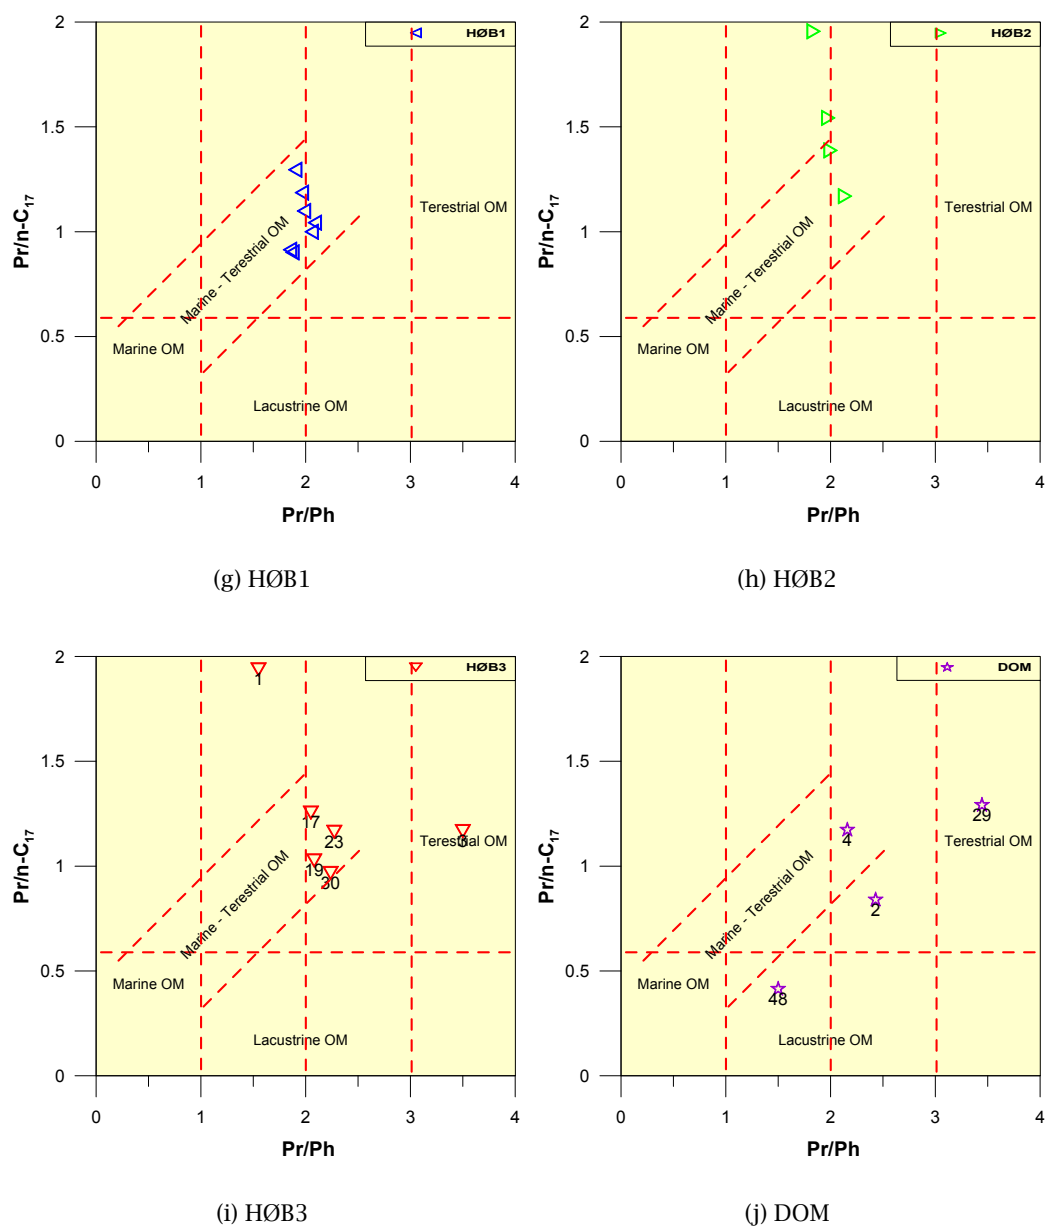 2
HØB1
1.5
Pr/n-C17
1
Terestrial OM
Marine - Terestrial OM
0.5
Marine OM
Lacustrine OM
0
0 1 2 3 4
Pr/Ph
(g) HØB1
2
HØB2
1.5
Pr/n-C17
1
Terestrial OM
Marine - Terestrial OM
0.5
Marine OM
Lacustrine OM
0
0 1 2 3 4
Pr/Ph
(h) HØB2
2
HØB3
1
1.5
Pr/n-C17
17
23
3
Terestrial OM
1
19
30
Marine - Terestrial OM
0.5
Marine OM
Lacustrine OM
0
0 1 2 3 4
Pr/Ph
(i) HØB3
2
DOM
1.5
Pr/n-C17
29
4
Terestrial OM
1
2
Marine - Terestrial OM
0.5
Marine OM
48
Lacustrine OM
0
0 1 2 3 4
Pr/Ph
(j) DOM